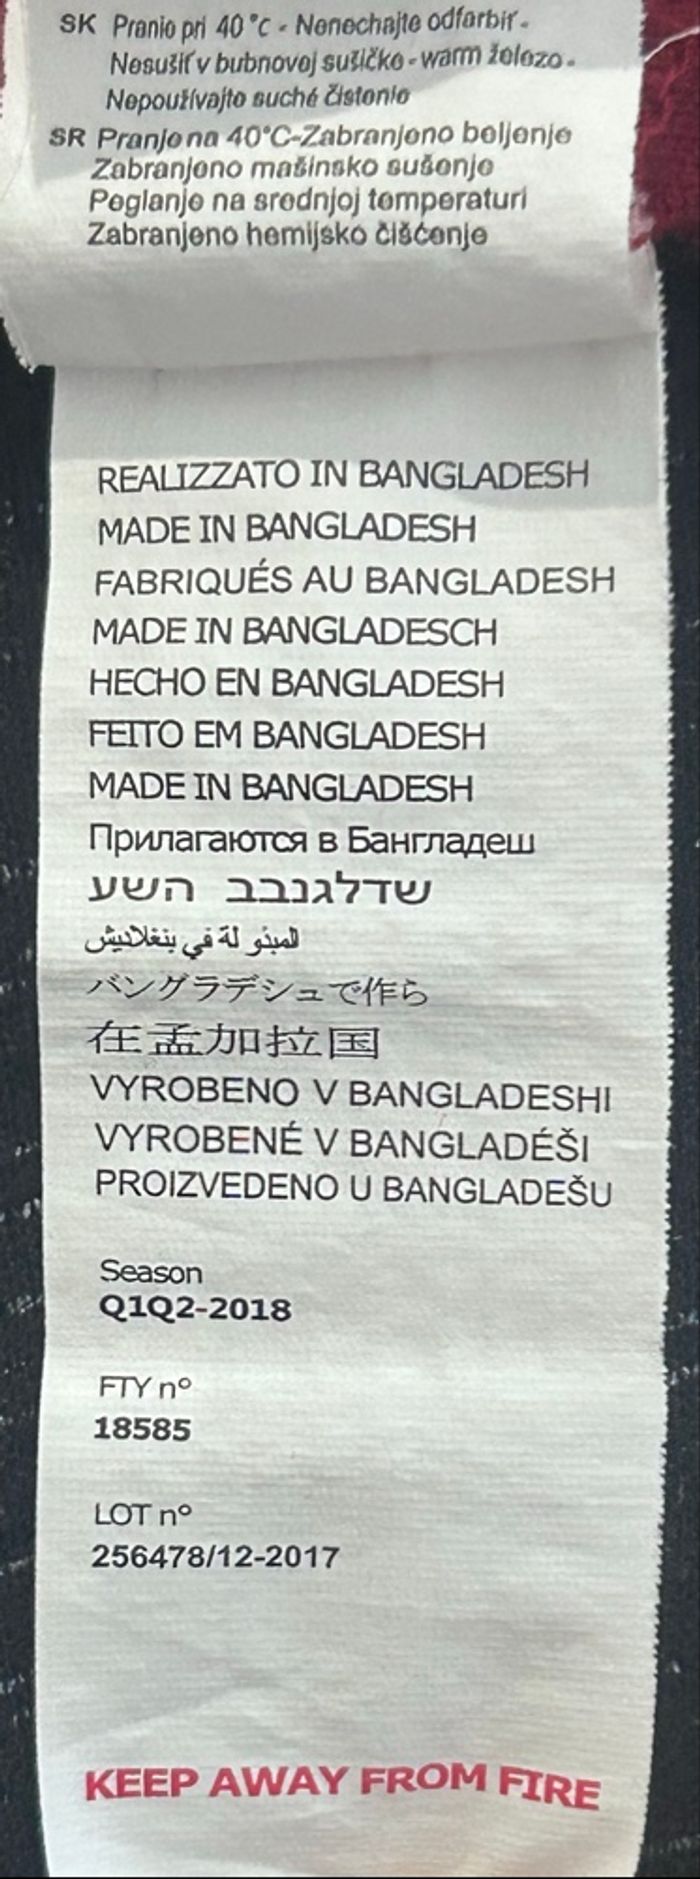 SK Pranie pri 40°C - Nenechajte odfarbiť -
Nesušiť v bubnovej sušičke - warm železo -
Nepoužívajte suché čistenie
SR Pranje na 40°C-Zabranjeno beljenje
Zabranjeno mašinsko sušenje
Peglanje na srednjoj temperaturi
Zabranjeno hemijsko čišćenje
REALIZZATO IN BANGLADESH
MADE IN BANGLADESH
FABRIQUÉS AU BANGLADESH
MADE IN BANGLADESCH
HECHO EN BANGLADESH
FEITO EM BANGLADESH
MADE IN BANGLADESH
Прилагаются в Бангладеш
שדלגנבב השע
المبذو لة في بنغلاديش
バングラデシュで作ら
在孟加拉国
VYROBENO V BANGLADESHI
VYROBENÉ V BANGLADÉŠI
PROIZVEDENO U BANGLADEŠU
Season
Q1Q2-2018
FTY nº
18585
LOT nº
256478/12-2017
KEEP AWAY FROM FIRE